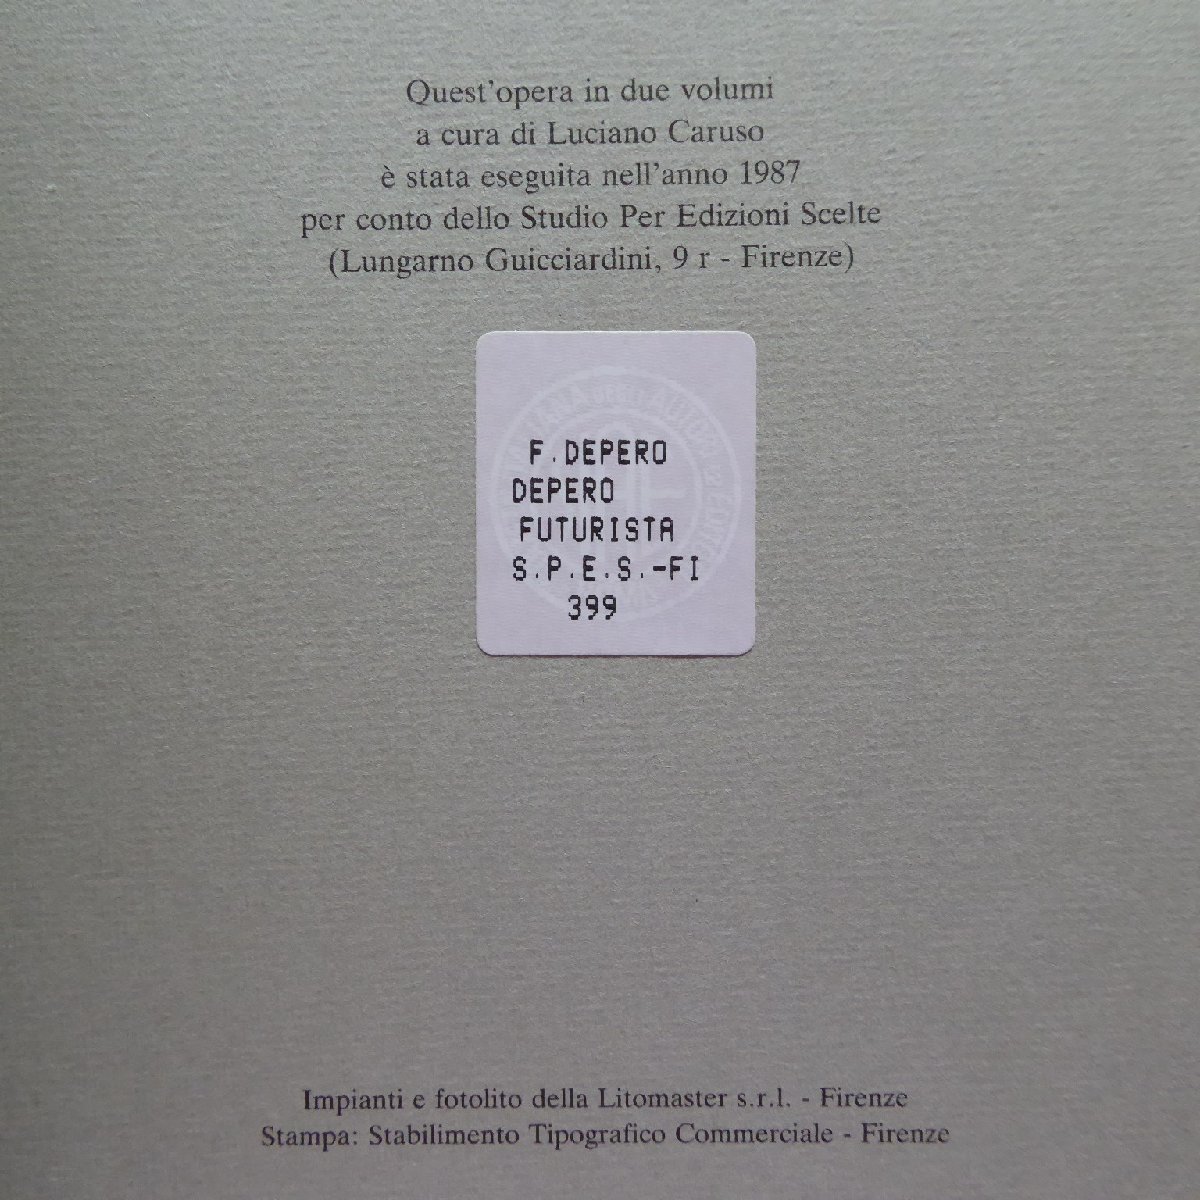 Quest'opera in due volumi
a cura di Luciano Caruso
è stata eseguita nell'anno 1987
per conto dello Studio Per Edizioni Scelte
(Lungarno Guicciardini, 9 r - Firenze)
F.DEPERO
DEPERO
FUTURISTA
S.P.E.S.-FI
399
Impianti e fotolito della Litomaster s.r.l. - Firenze
Stampa: Stabilimento Tipografico Commerciale - Firenze